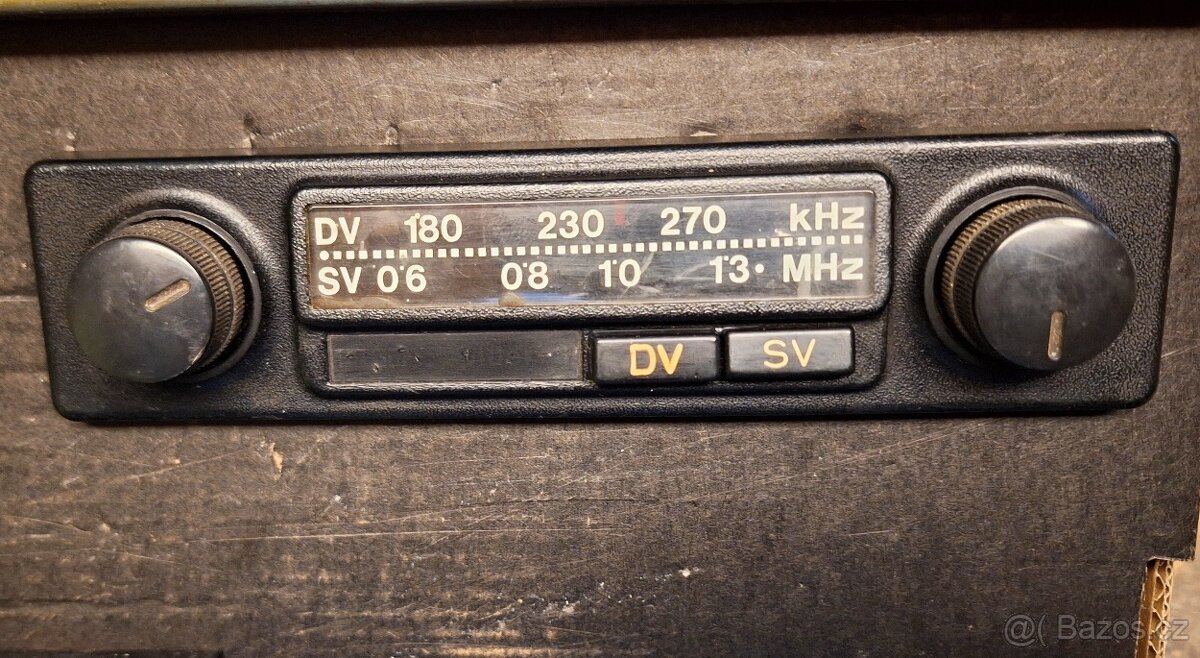 DV 180 230 270 kHz
SV 0·6 0·8 1·0 1·3 MHz
DV SV
@( Bazos.cz